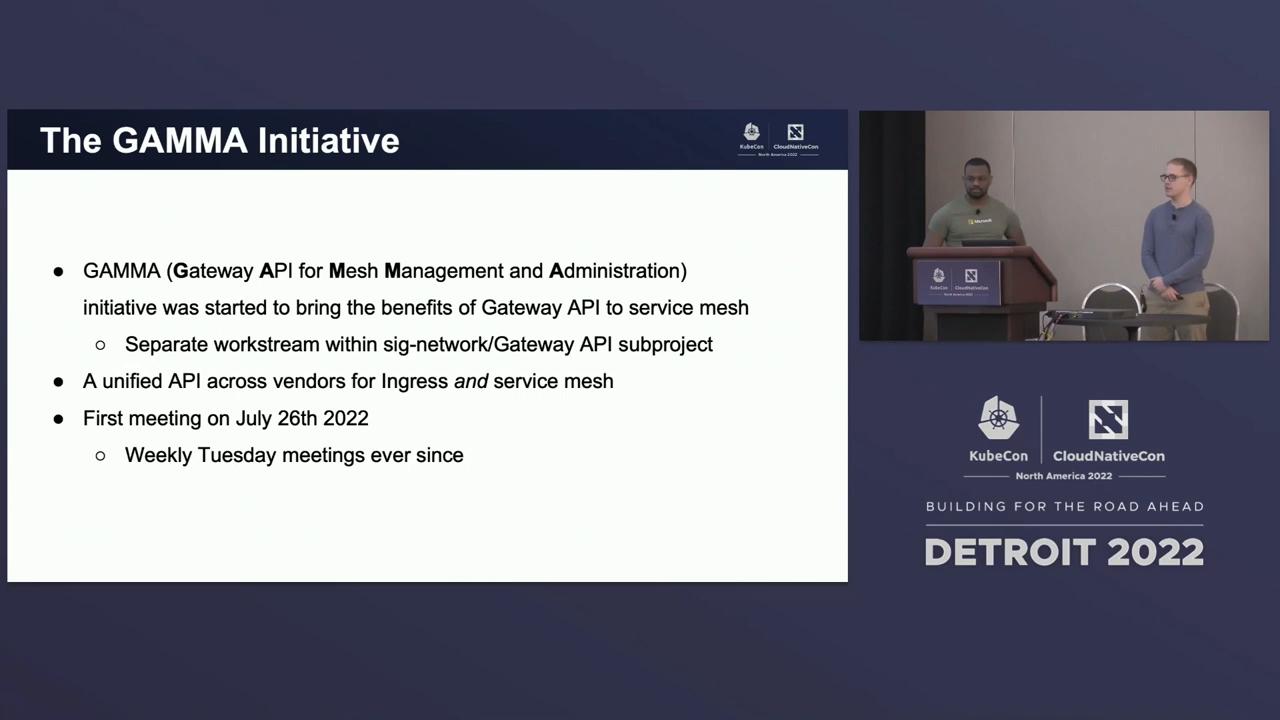 The GAMMA Initiative
KubeCon
CloudNativeCon
North America 2022
● GAMMA (Gateway API for Mesh Management and Administration)
initiative was started to bring the benefits of Gateway API to service mesh
○ Separate workstream within sig-network/Gateway API subproject
● A unified API across vendors for Ingress and service mesh
● First meeting on July 26th 2022
○ Weekly Tuesday meetings ever since
Microsoft
KubeCon
CloudNativeCon
KubeCon
CloudNativeCon
North America 2022
BUILDING FOR THE ROAD AHEAD
DETROIT 2022